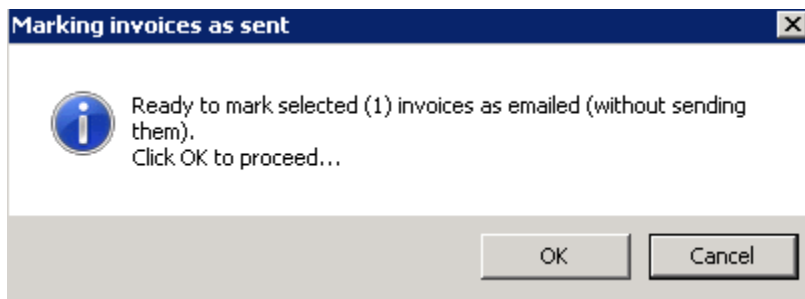 Marking invoices as sent
Ready to mark selected (1) invoices as emailed (without sending
them).
Click OK to proceed...
OK
Cancel